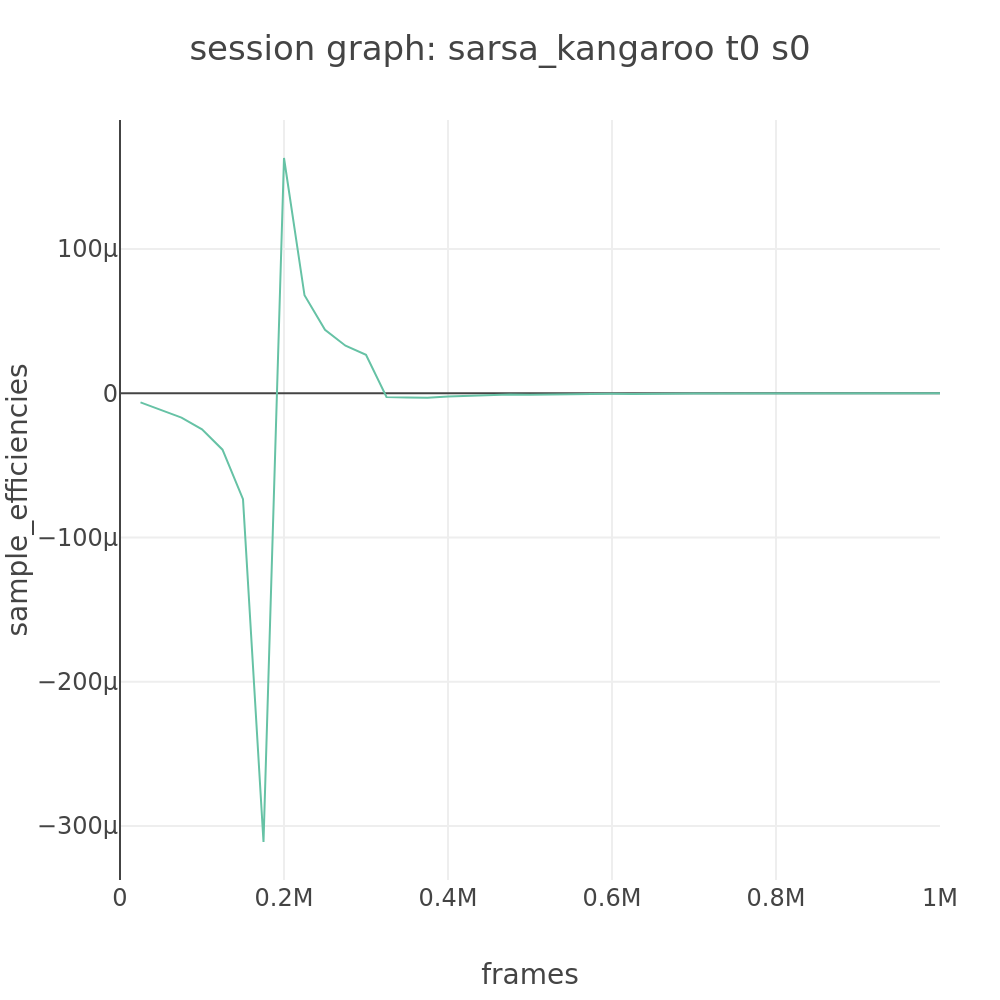 session graph: sarsa_kangaroo t0 s0
sample_efficiencies
100μ
0
−100μ
−200μ
−300μ
0
0.2M
0.4M
0.6M
0.8M
1M
frames